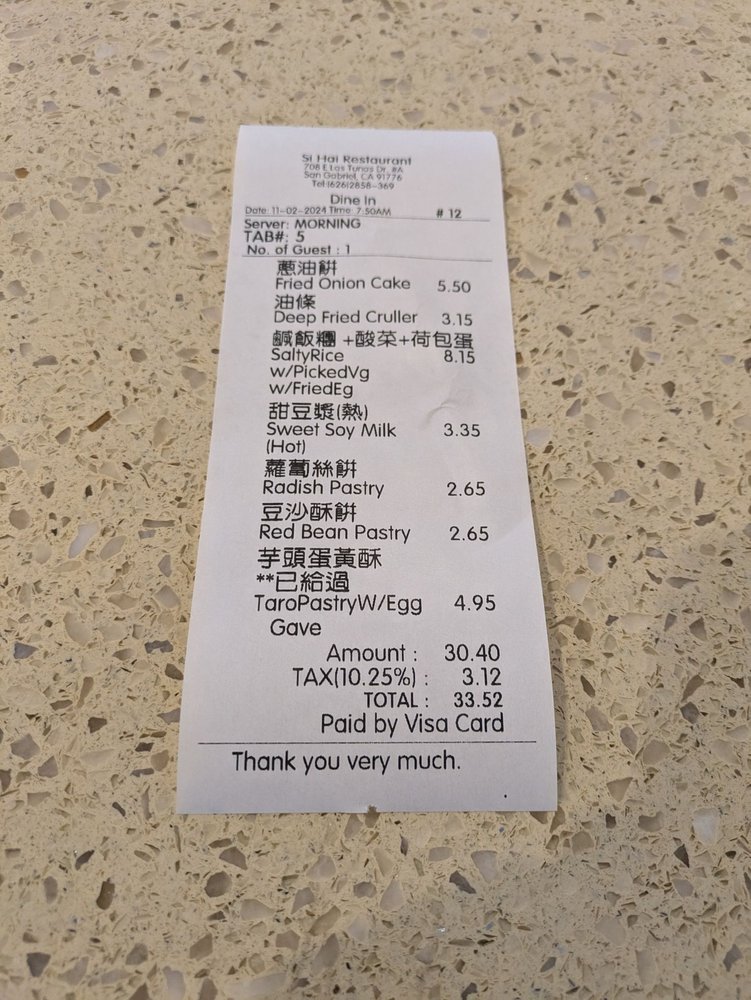 Si Hai Restaurant
708 E Las Tunas Dr. #A
San Gabriel, CA 91776
Tel:(626)2858-369
Dine In
Date: 11-02-2024 Time: 7:50AM # 12
Server: MORNING
TAB#: 5
No. of Guest : 1
蔥油餅
Fried Onion Cake 5.50
油條
Deep Fried Cruller 3.15
鹹飯糰 +酸菜+荷包蛋
SaltyRice 8.15
w/PickedVg
w/FriedEg
甜豆漿(熱)
Sweet Soy Milk 3.35
(Hot)
蘿蔔絲餅
Radish Pastry 2.65
豆沙酥餅
Red Bean Pastry 2.65
芋頭蛋黃酥
**已給過
TaroPastryW/Egg 4.95
Gave
Amount : 30.40
TAX(10.25%) : 3.12
TOTAL : 33.52
Paid by Visa Card
Thank you very much.